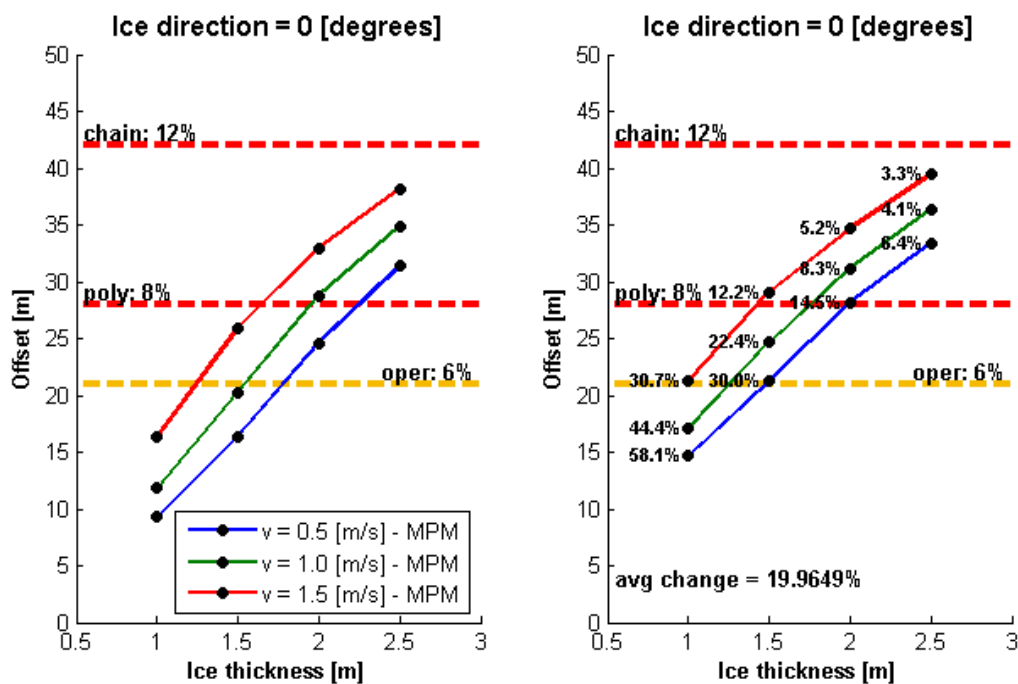 Ice direction = 0 [degrees]
50
45
40
35
30
25
20
15
10
5
0
Offset [m]
chain: 12%
poly: 8%
oper: 6%
v = 0.5 [m/s] - MPM
v = 1.0 [m/s] - MPM
v = 1.5 [m/s] - MPM
0.5 1 1.5 2 2.5 3
Ice thickness [m]
Ice direction = 0 [degrees]
50
45
40
35
30
25
20
15
10
5
0
Offset [m]
chain: 12%
3.3%
4.1%
5.2%
8.4%
8.3%
poly: 8%
12.2%
14.5%
22.4%
oper: 6%
30.7%
30.0%
44.4%
58.1%
avg change = 19.9649%
0.5 1 1.5 2 2.5 3
Ice thickness [m]